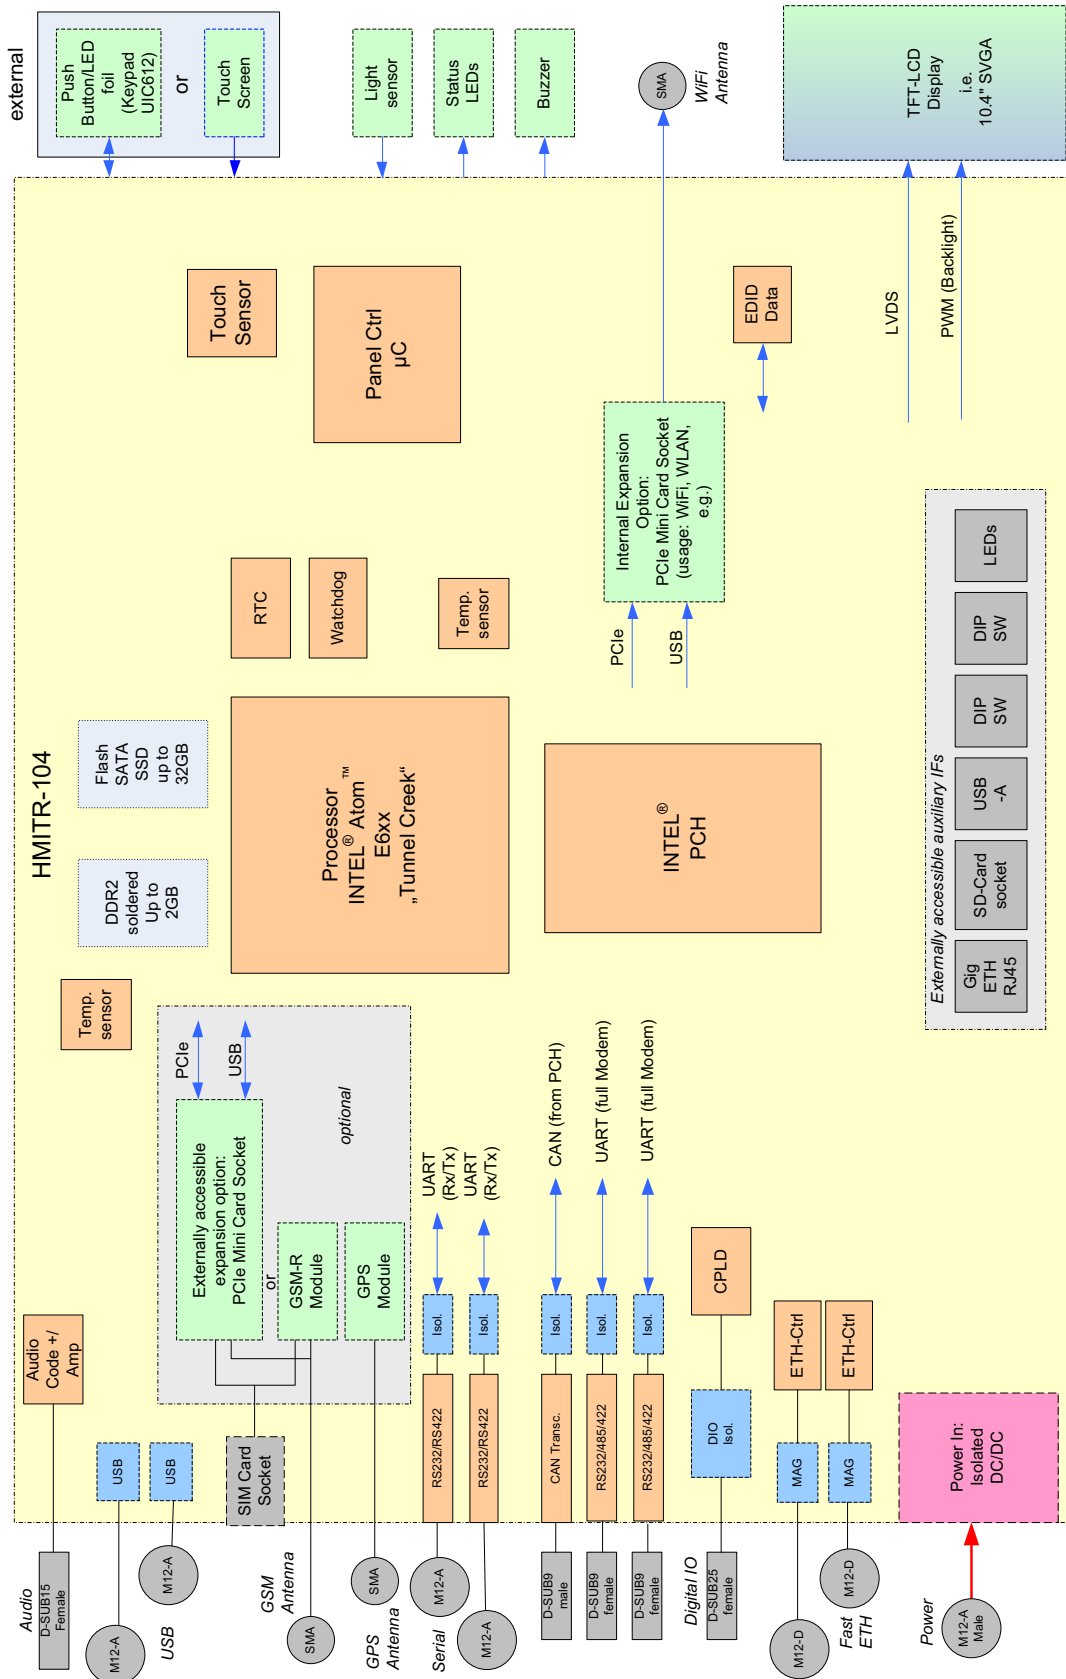 external
Push
Button/LED
foil
(Keypad
UIC612)
or
Touch
Screen
Light
sensor
Status
LEDs
Buzzer
SMA
WiFi
Antenna
TFT-LCD
Display
i.e.
10.4" SVGA
HMITR-104
Touch
Sensor
Panel Ctrl
µC
EDID
Data
LVDS
PWM (Backlight)
Internal Expansion
Option:
PCIe Mini Card Socket
(usage: WiFi, WLAN,
e.g.)
PCIe
USB
RTC
Watchdog
Temp.
sensor
Flash
SATA
SSD
up to
32GB
DDR2
soldered
Up to
2GB
Processor
INTEL® Atom™
E6xx
„Tunnel Creek“
INTEL®
PCH
Externally accessible auxiliary IFs
Gig
ETH
RJ45
SD-Card
socket
USB
-A
DIP
SW
DIP
SW
LEDs
Temp.
sensor
PCIe
USB
optional
Externally accessible
expansion option:
PCIe Mini Card Socket
or
GSM-R
Module
GPS
Module
UART
(Rx/Tx)
UART
(Rx/Tx)
CAN (from PCH)
UART (full Modem)
UART (full Modem)
Isol.
Isol.
Isol.
Isol.
Isol.
CPLD
ETH-Ctrl
ETH-Ctrl
Audio
Code +/
Amp
USB
USB
SIM Card
Socket
RS232/RS422
RS232/RS422
CAN Transc.
RS232/485/422
RS232/485/422
DIO
Isol.
MAG
MAG
Power In:
Isolated
DC/DC
Audio
D-SUB15
Female
M12-A
M12-A
USB
GSM
Antenna
SMA
SMA
GPS
Antenna
Serial
M12-A
M12-A
D-SUB9
male
D-SUB9
female
D-SUB9
female
Digital IO
D-SUB25
female
M12-D
M12-D
Fast
ETH
Power
M12-A
Male